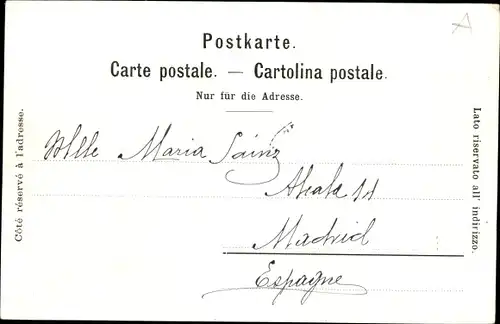 Postkarte.
Carte postale. — Cartolina postale.
Nur für die Adresse.
Côté réservé à l'adresse.
Lato riservato all' indirizzo.
Mlle Maria Sáinz
Alcala 11
Madrid
Espagne